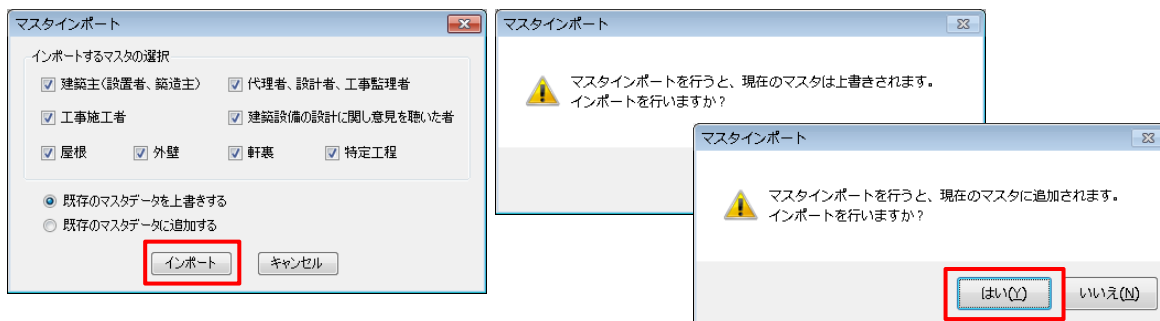 マスタインポート
インポートするマスタの選択
建築主(設置者、築造主)
代理者、設計者、工事監理者
工事施工者
建築設備の設計に関し意見を聴いた者
屋根
外壁
軒裏
特定工程
既存のマスタデータを上書きする
既存のマスタデータに追加する
インポート
キャンセル
マスタインポート
マスタインポートを行うと、現在のマスタは上書きされます。
インポートを行いますか?
マスタインポート
マスタインポートを行うと、現在のマスタに追加されます。
インポートを行いますか?
はい(Y)
いいえ(N)